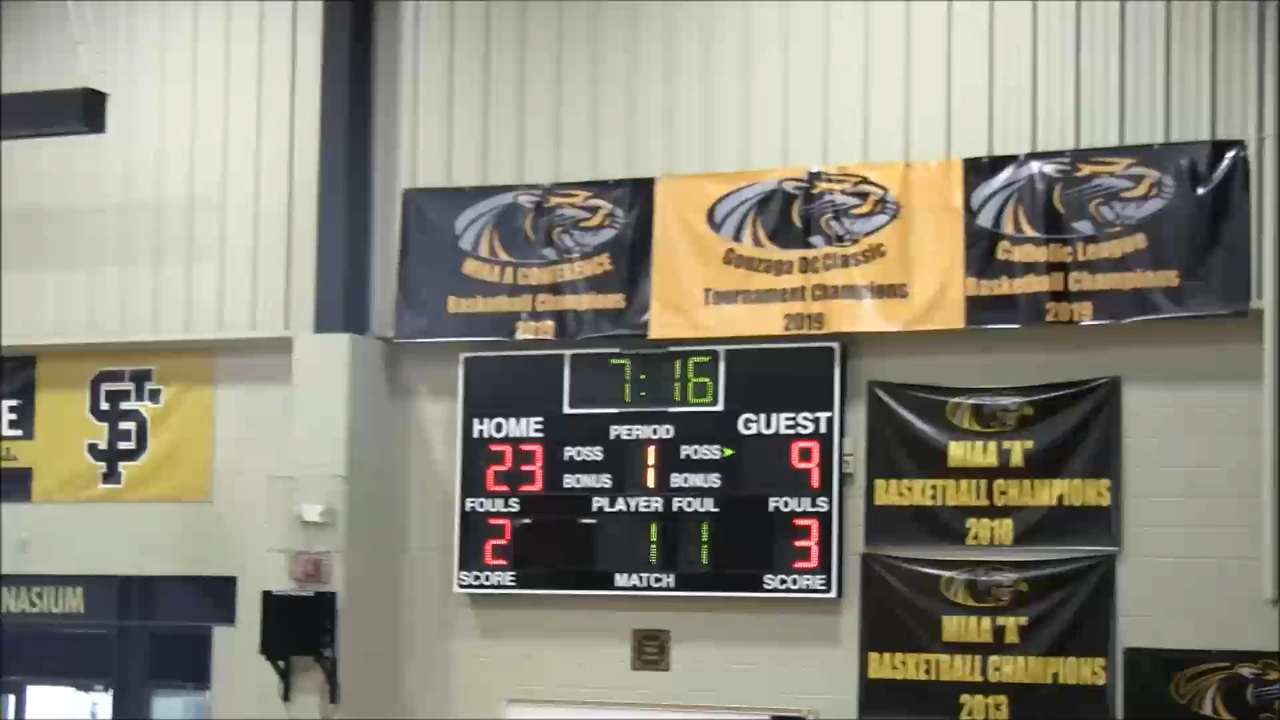 MIAA A CONFERENCE
Basketball Champions
2019
Gonzaga DC Classic
Tournament Champions
2019
Catholic League
Basketball Champions
2019
E
SF
7:16
HOME
PERIOD
GUEST
23
POSS
1
POSS
9
BONUS
BONUS
FOULS
PLAYER FOUL
FOULS
2
11
1
3
SCORE
MATCH
SCORE
MIAA "A"
BASKETBALL CHAMPIONS
2010
MIAA "A"
BASKETBALL CHAMPIONS
2013
NASIUM